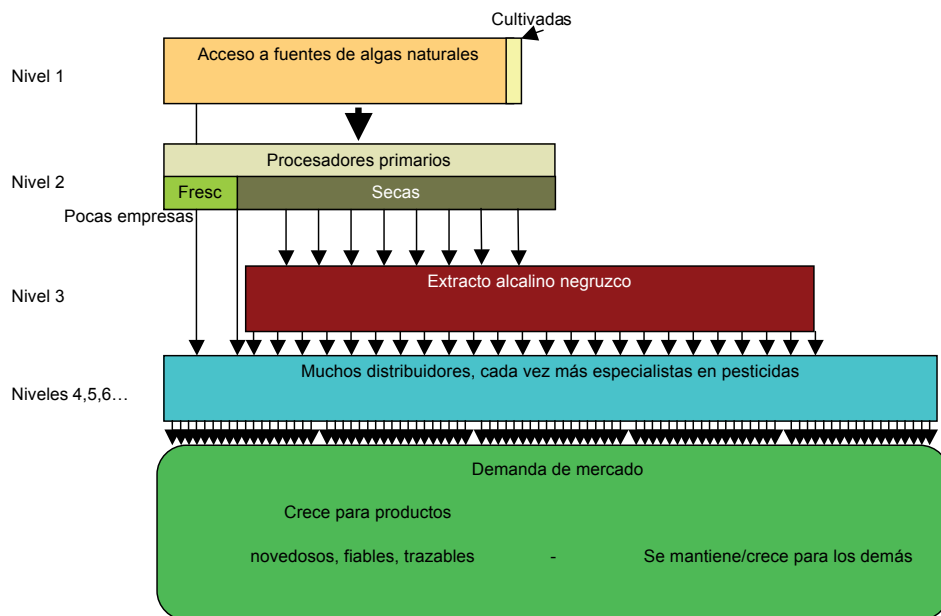 Cultivadas
Nivel 1
Acceso a fuentes de algas naturales
Procesadores primarios
Nivel 2
Fresc
Secas
Pocas empresas
Nivel 3
Extracto alcalino negruzco
Niveles 4,5,6…
Muchos distribuidores, cada vez más especialistas en pesticidas
Demanda de mercado
Crece para productos
novedosos, fiables, trazables - Se mantiene/crece para los demás